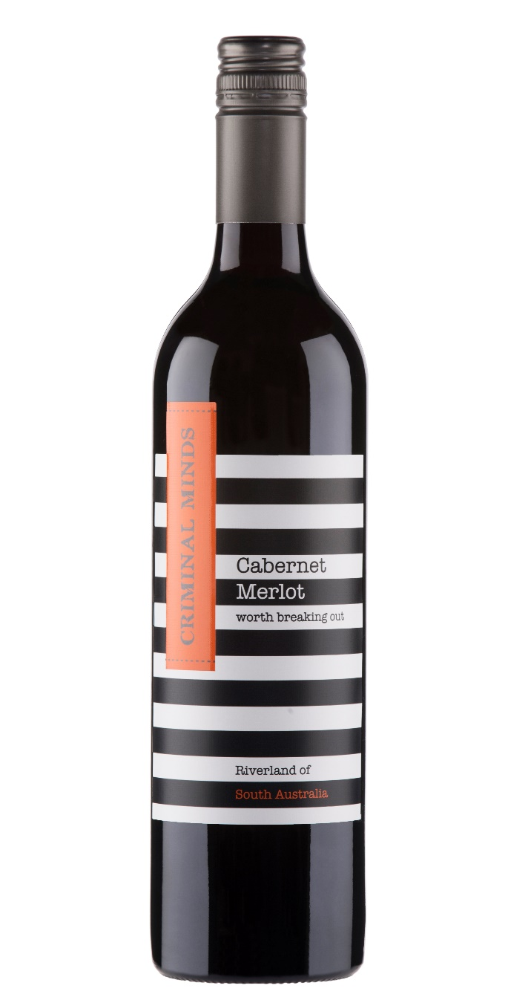 CRIMINAL MINDS
Cabernet
Merlot
worth breaking out
Riverland of
South Australia